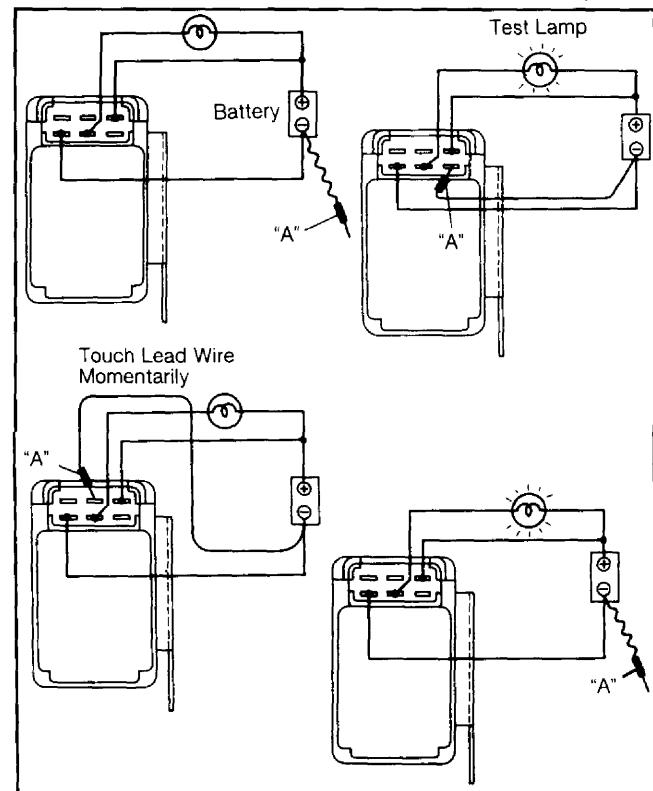 Test Lamp
Battery
⊕
⊖
"A"
⊕
⊖
"A"
Touch Lead Wire
Momentarily
"A"
⊕
⊖
⊕
⊖
"A"